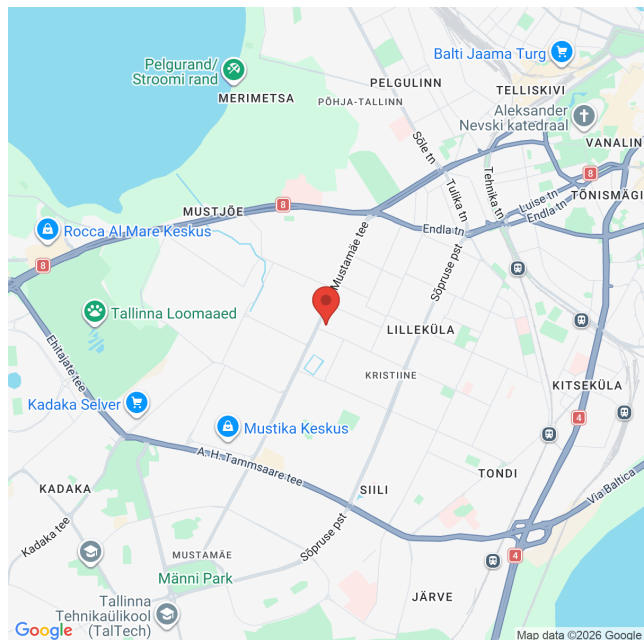 Balti Jaama Turg
Pelgurand/
Stroomi rand
PELGULINN
TELLISKIVI
MERIMETSA
PÕHJA-TALLINN
Aleksander
Nevski katedraal
VANALIN
Sõle tn
Tehnika tn
8
Tulika tn
Luise tn
TÕNISMÄGI
MUSTJÕE
8
Endla tn
Endla tn
Rocca Al Mare Keskus
Mustamäe tee
8
Sõpruse pst
Tallinna Loomaaed
LILLEKÜLA
Ehitajate tee
KRISTIINE
KITSEKÜLA
Kadaka Selver
4
Mustika Keskus
A. H. Tammsaare tee
TONDI
KADAKA
SIILI
Via Baltica
Kadaka tee
MUSTAMÄE
Sõpruse pst
4
Männi Park
JÄRVE
Tallinna
Tehnikaülikool
(TalTech)
Google
Map data ©2026 Google